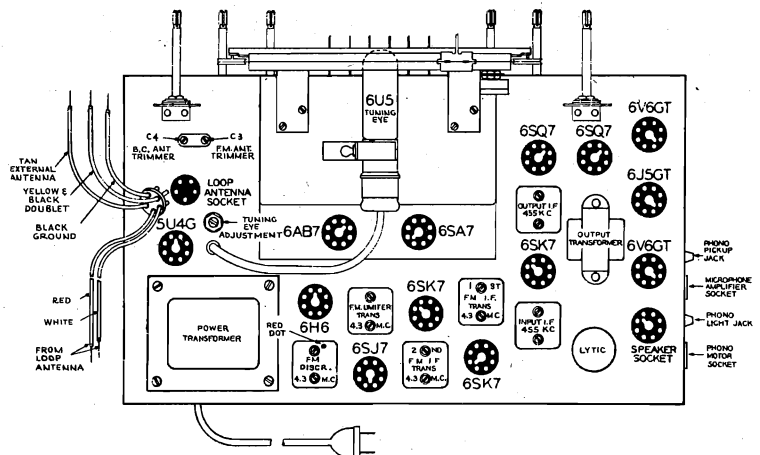 6U5
TUNING
EYE
C4
C3
B.C. ANT
TRIMMER
F.M. ANT.
TRIMMER
TAN
EXTERNAL
ANTENNA
YELLOW &
BLACK
DOUBLET
BLACK
GROUND
LOOP
ANTENNA
SOCKET
5U4G
TUNING
EYE
ADJUSTMENT
6AB7
6SA7
6SQ7
6SQ7
6V6GT
6J5GT
OUTPUT I.F
455 KC
OUTPUT
TRANSFORMER
6SK7
6V6GT
PHONO
PICKUP
JACK
MICROPHONE
AMPLIFIER
SOCKET
PHONO
LIGHT JACK
PHONO
MOTOR
SOCKET
RED
WHITE
FROM
LOOP
ANTENNA
POWER
TRANSFORMER
RED
DOT
6H6
F.M. LIMITER
TRANS
4.3 M.C.
6SK7
1 ST
F M I.F.
TRANS
4.3 M.C.
INPUT I.F
455 KC
LYTIC
SPEAKER
SOCKET
F M
DISCR.
4.3 M.C.
6SJ7
2 ND
F M I F
TRANS
4.3 M.C.
6SK7